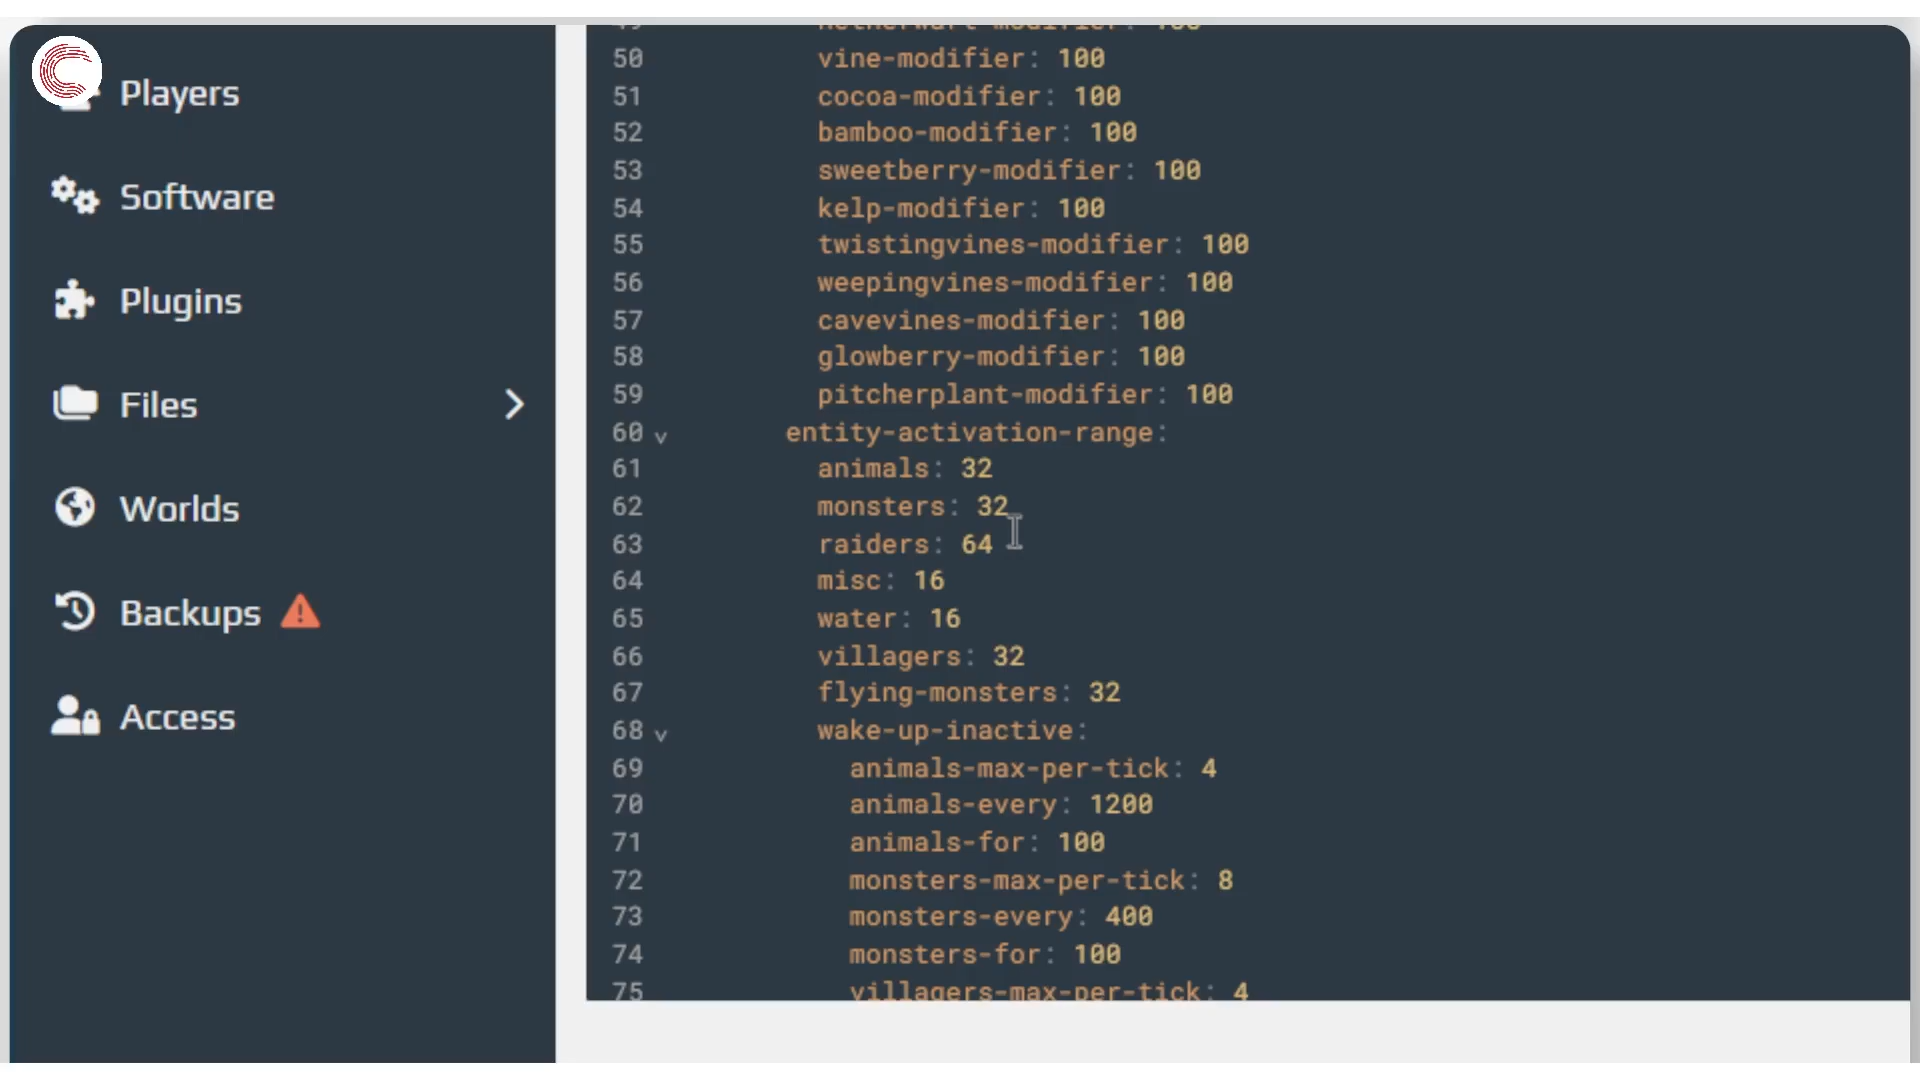 Players
Software
Plugins
Files
Worlds
Backups
Access
49 netherwart-modifier: 100
50 vine-modifier: 100
51 cocoa-modifier: 100
52 bamboo-modifier: 100
53 sweetberry-modifier: 100
54 kelp-modifier: 100
55 twistingvines-modifier: 100
56 weepingvines-modifier: 100
57 cavevines-modifier: 100
58 glowberry-modifier: 100
59 pitcherplant-modifier: 100
60 entity-activation-range:
61 animals: 32
62 monsters: 32
63 raiders: 64
64 misc: 16
65 water: 16
66 villagers: 32
67 flying-monsters: 32
68 wake-up-inactive:
69 animals-max-per-tick: 4
70 animals-every: 1200
71 animals-for: 100
72 monsters-max-per-tick: 8
73 monsters-every: 400
74 monsters-for: 100
75 villagers-max-per-tick: 4